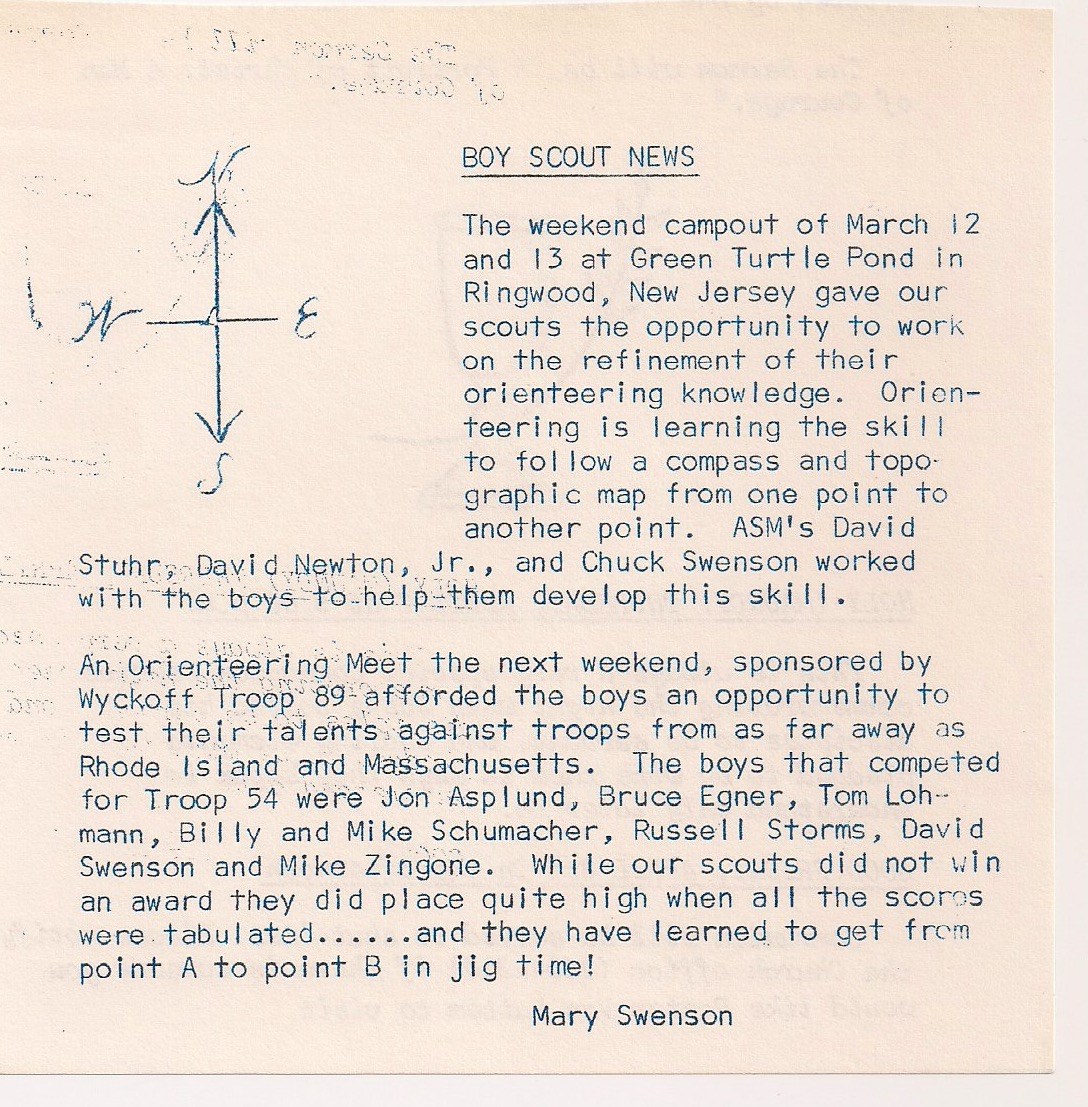 The Sermon will be
of Courage.
N
W E
S
BOY SCOUT NEWS
The weekend campout of March 12
and 13 at Green Turtle Pond in
Ringwood, New Jersey gave our
scouts the opportunity to work
on the refinement of their
orienteering knowledge.  Orien-
teering is learning the skill
to follow a compass and topo-
graphic map from one point to
another point.  ASM's David
Stuhr, David Newton, Jr., and Chuck Swenson worked
with the boys to help them develop this skill.
An Orienteering Meet the next weekend, sponsored by
Wyckoff Troop 89 afforded the boys an opportunity to
test their talents against troops from as far away as
Rhode Island and Massachusetts.  The boys that competed
for Troop 54 were Jon Asplund, Bruce Egner, Tom Loh-
mann, Billy and Mike Schumacher, Russell Storms, David
Swenson and Mike Zingone.  While our scouts did not win
an award they did place quite high when all the scores
were tabulated......and they have learned to get from
point A to point B in jig time!
Mary Swenson